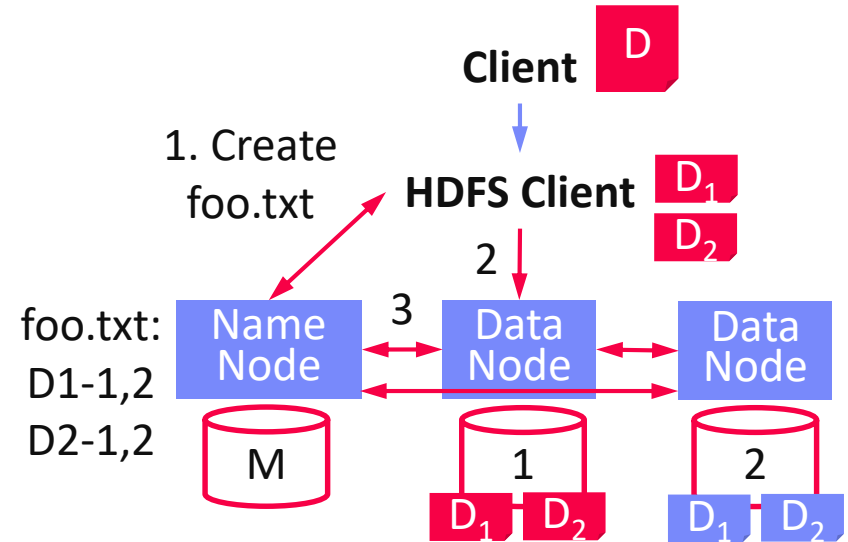 D
Client
1. Create
foo.txt
HDFS Client
D₁
D₂
2
3
foo.txt:
D1-1,2
D2-1,2
Name
Node
Data
Node
Data
Node
M
1
2
D₁
D₂
D₁
D₂